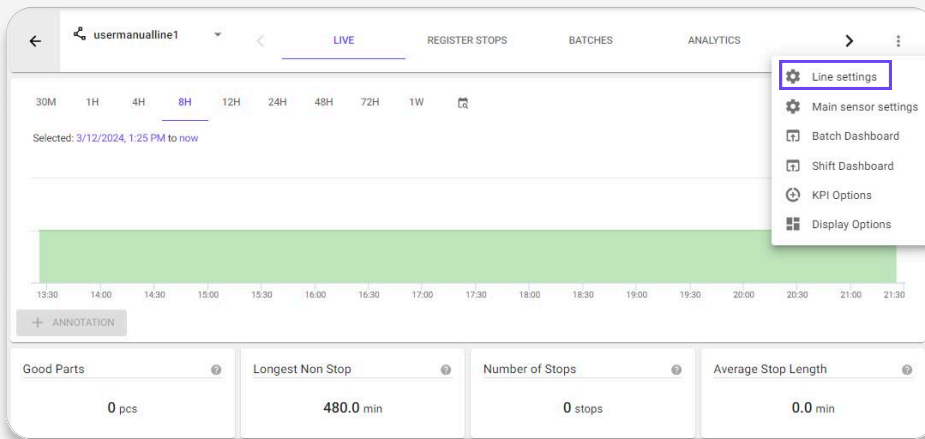 usermanualline1
LIVE
REGISTER STOPS
BATCHES
ANALYTICS
Line settings
Main sensor settings
Batch Dashboard
Shift Dashboard
KPI Options
Display Options
30M 1H 4H 8H 12H 24H 48H 72H 1W
Selected: 3/12/2024, 1:25 PM to now
13:30 14:00 14:30 15:00 15:30 16:00 16:30 17:00 17:30 18:00 18:30 19:00 19:30 20:00 20:30 21:00 21:30
+ ANNOTATION
Good Parts
0 pcs
Longest Non Stop
480.0 min
Number of Stops
0 stops
Average Stop Length
0.0 min